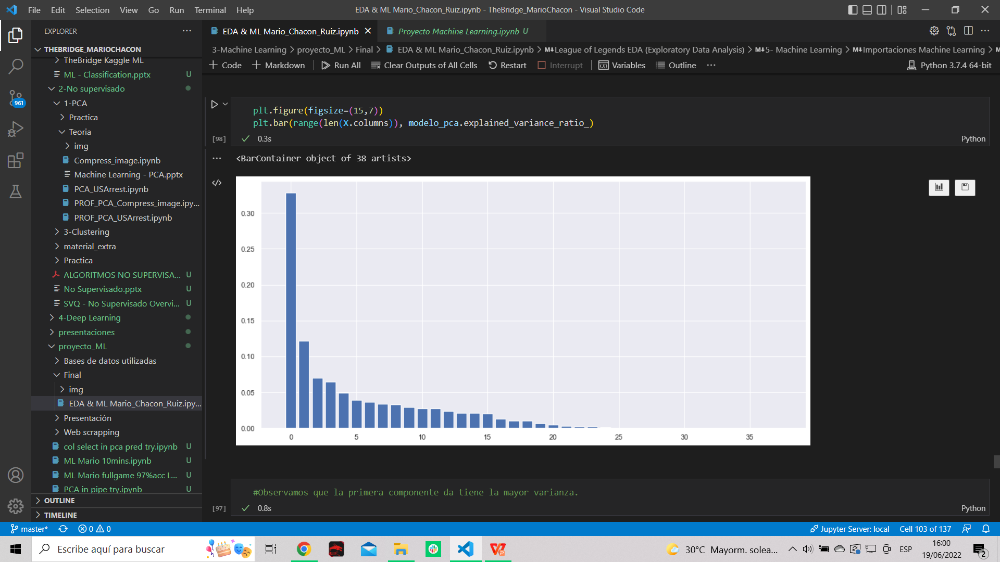 File Edit Selection View Go Run Terminal Help
EDA & ML Mario_Chacon_Ruiz.ipynb - TheBridge_MarioChacon - Visual Studio Code
EXPLORER
THEBRIDGE_MARIOCHACON
TheBridge Kaggle ML
ML - Classification.pptx U
2-No supervisado
1-PCA
Practica
Teoria
img
Compress_image.ipynb
Machine Learning - PCA.pptx
PCA_USArrest.ipynb
PROF_PCA_Compress_image.ipy...
PROF_PCA_USArrest.ipynb
3-Clustering
material_extra
Practica
ALGORITMOS NO SUPERVISA... U
No Supervisado.pptx U
SVQ - No Supervisado Overvi... U
4-Deep Learning
presentaciones
proyecto_ML
Bases de datos utilizadas
Final
img
EDA & ML Mario_Chacon_Ruiz.ipy...
Presentación
Web scrapping
col select in pca pred try.ipynb U
ML Mario 10mins.ipynb U
ML Mario fullgame 97%acc L... U
PCA in pipe try.ipynb U
OUTLINE
TIMELINE
961
EDA & ML Mario_Chacon_Ruiz.ipynb
Proyecto Machine Learning.ipynb U
3-Machine Learning > proyecto_ML > Final > EDA & ML Mario_Chacon_Ruiz.ipynb > M↓League of Legends EDA (Exploratory Data Analysis) > M↓5- Machine Learning > M↓Importaciones Machine Learning > M
+ Code + Markdown Run All Clear Outputs of All Cells Restart Interrupt Variables Outline ...
Python 3.7.4 64-bit
plt.figure(figsize=(15,7))
plt.bar(range(len(X.columns)), modelo_pca.explained_variance_ratio_)
[98] 0.3s Python
<BarContainer object of 38 artists>
0.30
0.25
0.20
0.15
0.10
0.05
0.00
0 5 10 15 20 25 30 35
#Observamos que la primera componente da tiene la mayor varianza.
[97] 0.8s Python
master* 0 0
Jupyter Server: local Cell 103 of 137
Escribe aquí para buscar
30°C Mayorm. solea...
ESP
16:00
19/06/2022
2